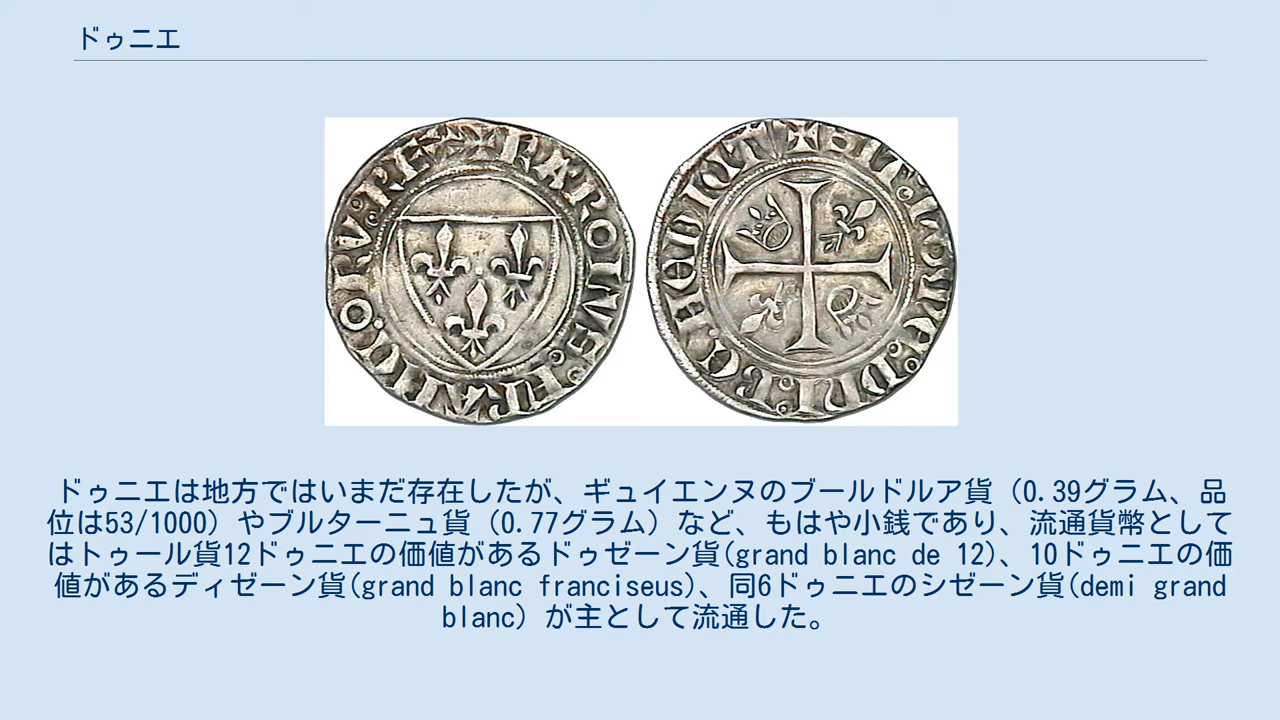 ドゥニエ
KAROLVS: FRANCORV: REX
SIT: NOME: DNI: BENEDICTV
ドゥニエは地方ではいまだ存在したが、ギュイエンヌのブールドルア貨（0.39グラム、品
位は53/1000）やブルターニュ貨（0.77グラム）など、もはや小銭であり、流通貨幣として
はトゥール貨12ドゥニエの価値があるドゥゼーン貨(grand blanc de 12)、10ドゥニエの価
値があるディゼーン貨(grand blanc franciseus)、同6ドゥニエのシゼーン貨(demi grand
blanc）が主として流通した。